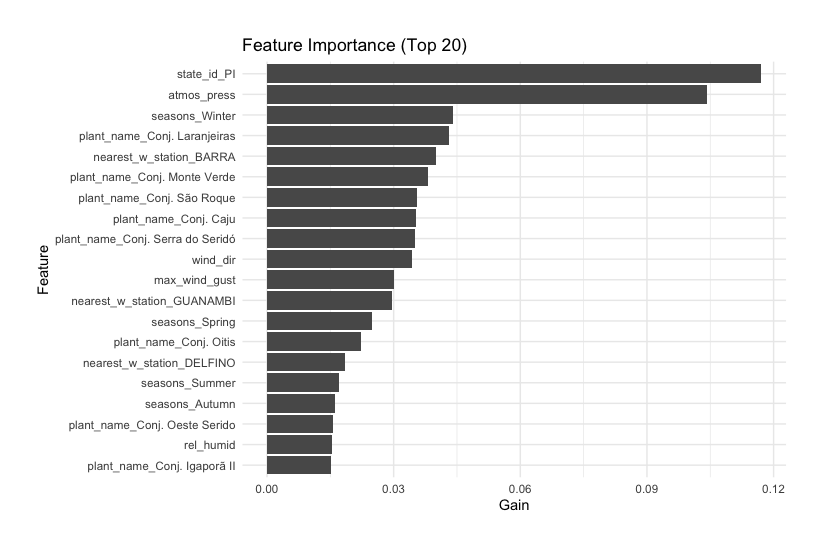 Feature Importance (Top 20)
state_id_PI
atmos_press
seasons_Winter
plant_name_Conj. Laranjeiras
nearest_w_station_BARRA
plant_name_Conj. Monte Verde
plant_name_Conj. São Roque
plant_name_Conj. Caju
plant_name_Conj. Serra do Seridó
wind_dir
max_wind_gust
nearest_w_station_GUANAMBI
seasons_Spring
plant_name_Conj. Oitis
nearest_w_station_DELFINO
seasons_Summer
seasons_Autumn
plant_name_Conj. Oeste Serido
rel_humid
plant_name_Conj. Igaporã II
Feature
0.00 0.03 0.06 0.09 0.12
Gain